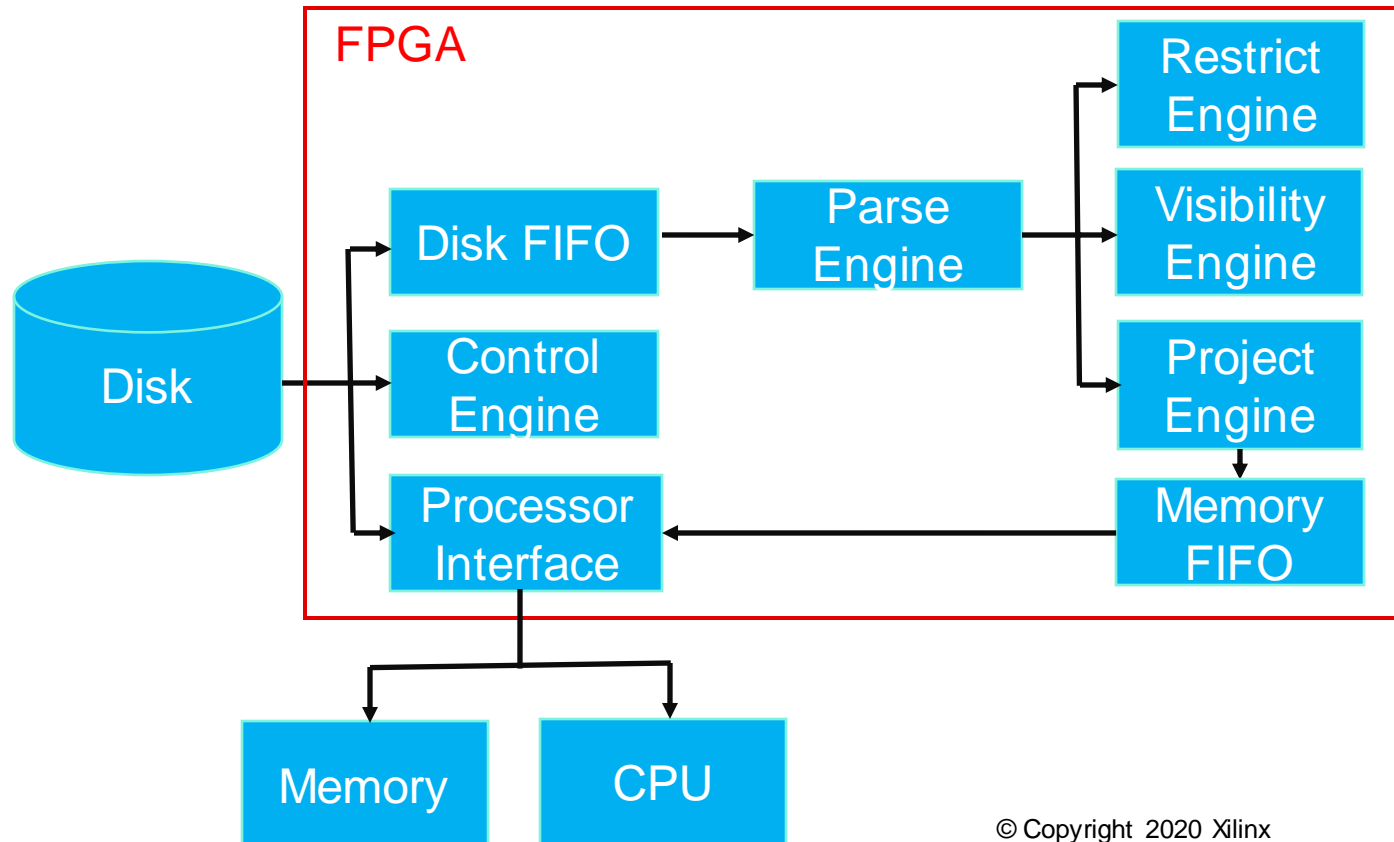 FPGA
Restrict
Engine
Disk FIFO
Parse
Engine
Visibility
Engine
Disk
Control
Engine
Project
Engine
Processor
Interface
Memory
FIFO
Memory
CPU
© Copyright 2020 Xilinx